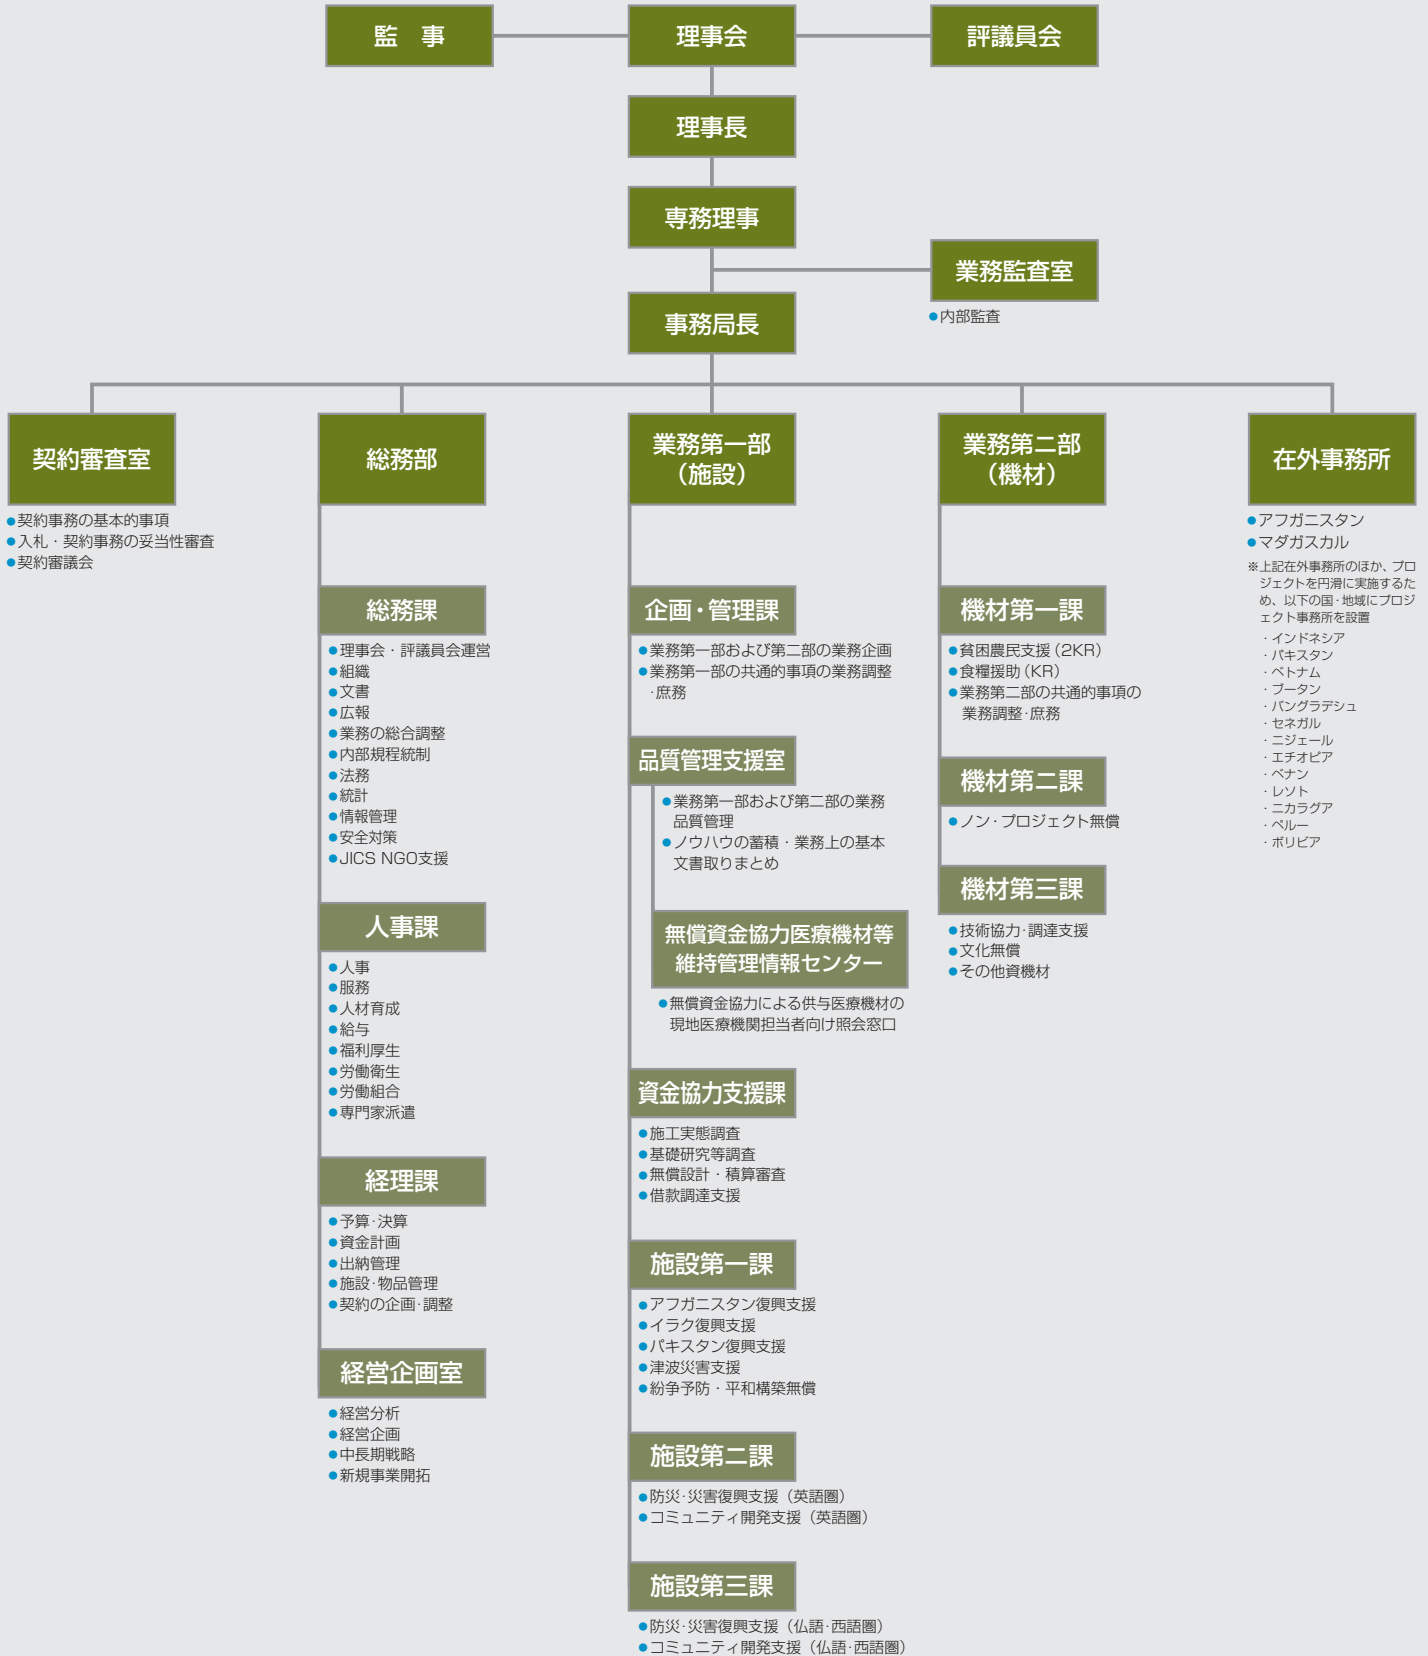 監　事
理事会
評議員会
理事長
専務理事
業務監査室
●内部監査
事務局長
契約審査室
●契約事務の基本的事項
●入札・契約事務の妥当性審査
●契約審議会
総務部
総務課
●理事会・評議員会運営
●組織
●文書
●広報
●業務の総合調整
●内部規程統制
●法務
●統計
●情報管理
●安全対策
●JICS NGO支援
人事課
●人事
●服務
●人材育成
●給与
●福利厚生
●労働衛生
●労働組合
●専門家派遣
経理課
●予算・決算
●資金計画
●出納管理
●施設・物品管理
●契約の企画・調整
経営企画室
●経営分析
●経営企画
●中長期戦略
●新規事業開拓
業務第一部
（施設）
企画・管理課
●業務第一部および第二部の業務企画
●業務第一部の共通的事項の業務調整
・庶務
品質管理支援室
●業務第一部および第二部の業務
品質管理
●ノウハウの蓄積・業務上の基本
文書取りまとめ
無償資金協力医療機材等
維持管理情報センター
●無償資金協力による供与医療機材の
現地医療機関担当者向け照会窓口
資金協力支援課
●施工実態調査
●基礎研究等調査
●無償設計・積算審査
●借款調達支援
施設第一課
●アフガニスタン復興支援
●イラク復興支援
●パキスタン復興支援
●津波災害支援
●紛争予防・平和構築無償
施設第二課
●防災・災害復興支援（英語圏）
●コミュニティ開発支援（英語圏）
施設第三課
●防災・災害復興支援（仏語・西語圏）
●コミュニティ開発支援（仏語・西語圏）
業務第二部
（機材）
機材第一課
●貧困農民支援（2KR）
●食糧援助（KR）
●業務第二部の共通的事項の
業務調整・庶務
機材第二課
●ノン・プロジェクト無償
機材第三課
●技術協力・調達支援
●文化無償
●その他資機材
在外事務所
●アフガニスタン
●マダガスカル
※上記在外事務所のほか、プロ
ジェクトを円滑に実施するた
め、以下の国・地域にプロジ
ェクト事務所を設置
・インドネシア
・パキスタン
・ベトナム
・ブータン
・バングラデシュ
・セネガル
・ニジェール
・エチオピア
・ベナン
・レソト
・ニカラグア
・ペルー
・ボリビア